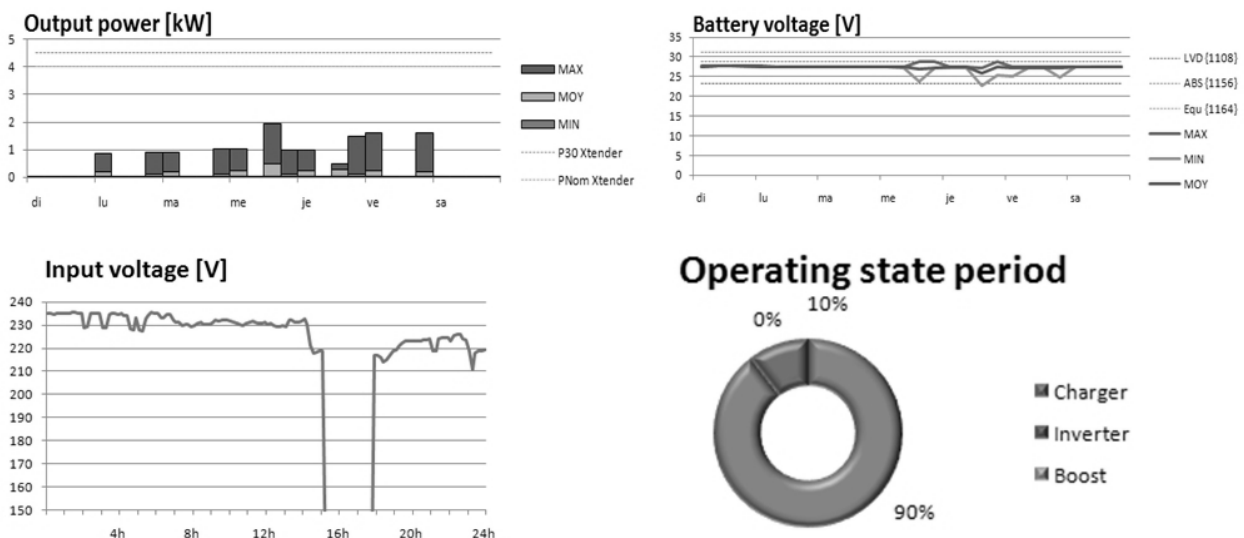 Output power [kW]
5
4
3
2
1
0
di lu ma me je ve sa
MAX
MOY
MIN
P30 Xtender
PNom Xtender
Battery voltage [V]
35
30
25
20
15
10
5
0
di lu ma me je ve sa
LVD {1108}
ABS {1156}
Equ {1164}
MAX
MIN
MOY
Input voltage [V]
240
230
220
210
200
190
180
170
160
150
4h 8h 12h 16h 20h 24h
Operating state period
0% 10%
90%
Charger
Inverter
Boost